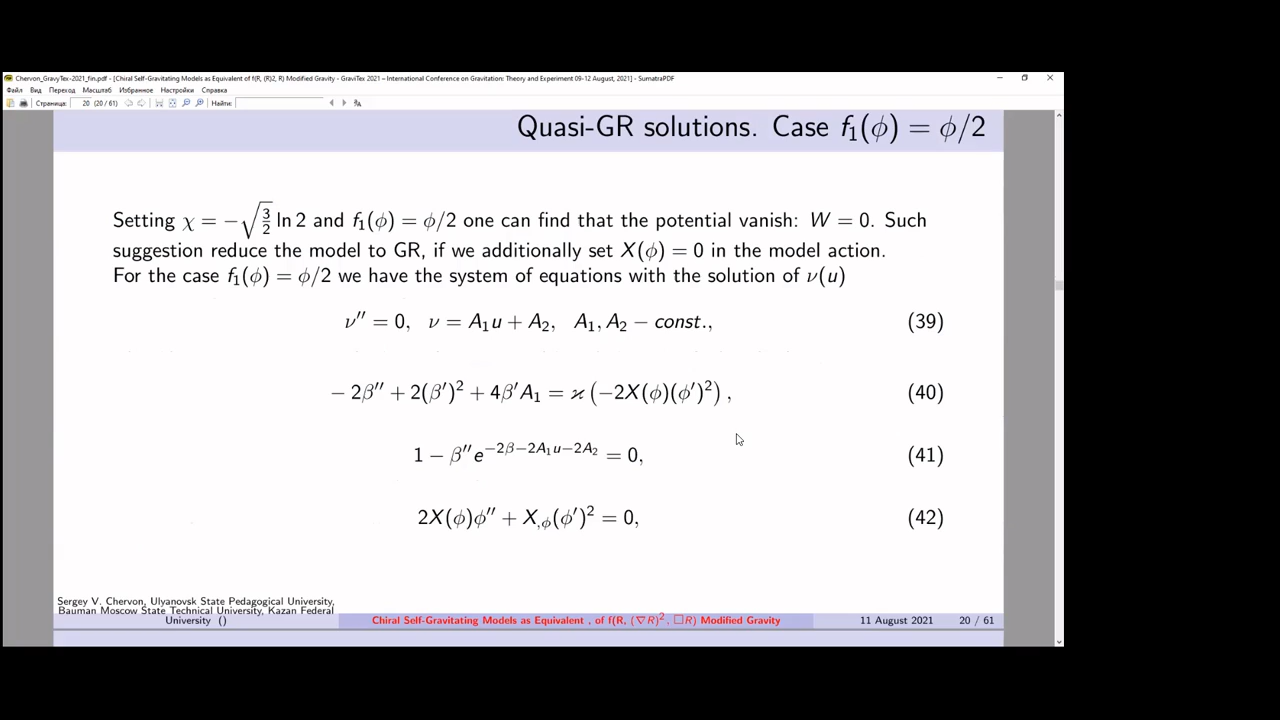 Chervon_GravyTex-2021_fin.pdf - [Chiral Self-Gravitating Models as Equivalent of f(R, (∇R)2, R) Modified Gravity - GraviTex 2021 – International Conference on Gravitation: Theory and Experiment 09-12 August, 2021] - SumatraPDF
Файл Вид Переход Масштаб Избранное Настройки Справка
Страница: 20 (20 / 61) Найти:
Quasi-GR solutions. Case f₁(ϕ) = ϕ/2
Setting χ = −√(3/2) ln 2 and f₁(ϕ) = ϕ/2 one can find that the potential vanish: W = 0. Such
suggestion reduce the model to GR, if we additionally set X(ϕ) = 0 in the model action.
For the case f₁(ϕ) = ϕ/2 we have the system of equations with the solution of ν(u)
ν′′ = 0, ν = A₁u + A₂, A₁, A₂ − const., (39)
− 2β′′ + 2(β′)² + 4β′A₁ = ϰ (−2X(ϕ)(ϕ′)²) , (40)
1 − β′′e^{−2β−2A₁u−2A₂} = 0, (41)
2X(ϕ)ϕ′′ + X,ϕ(ϕ′)² = 0, (42)
Sergey V. Chervon, Ulyanovsk State Pedagogical University,
Bauman Moscow State Technical University, Kazan Federal
University ()
Chiral Self-Gravitating Models as Equivalent , of f(R, (∇R)², □R) Modified Gravity
11 August 2021 20 / 61